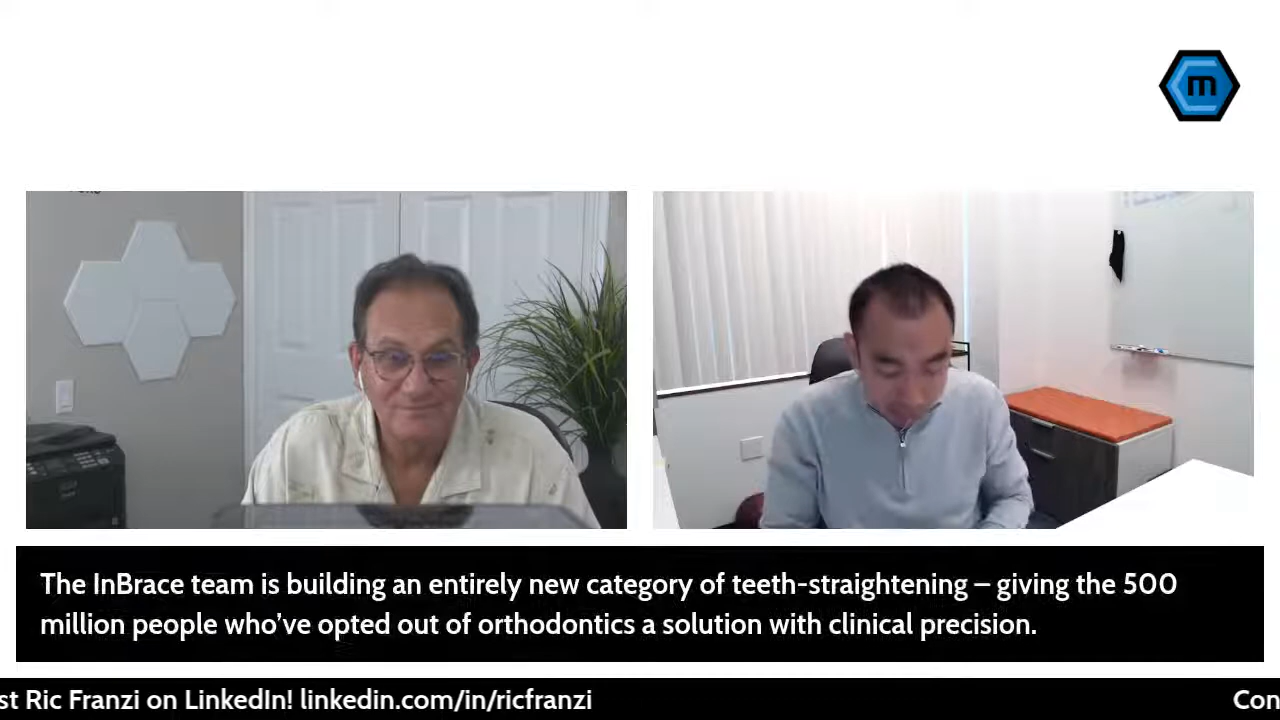 m
The InBrace team is building an entirely new category of teeth-straightening – giving the 500
million people who've opted out of orthodontics a solution with clinical precision.
st Ric Franzi on LinkedIn! linkedin.com/in/ricfranzi
Con